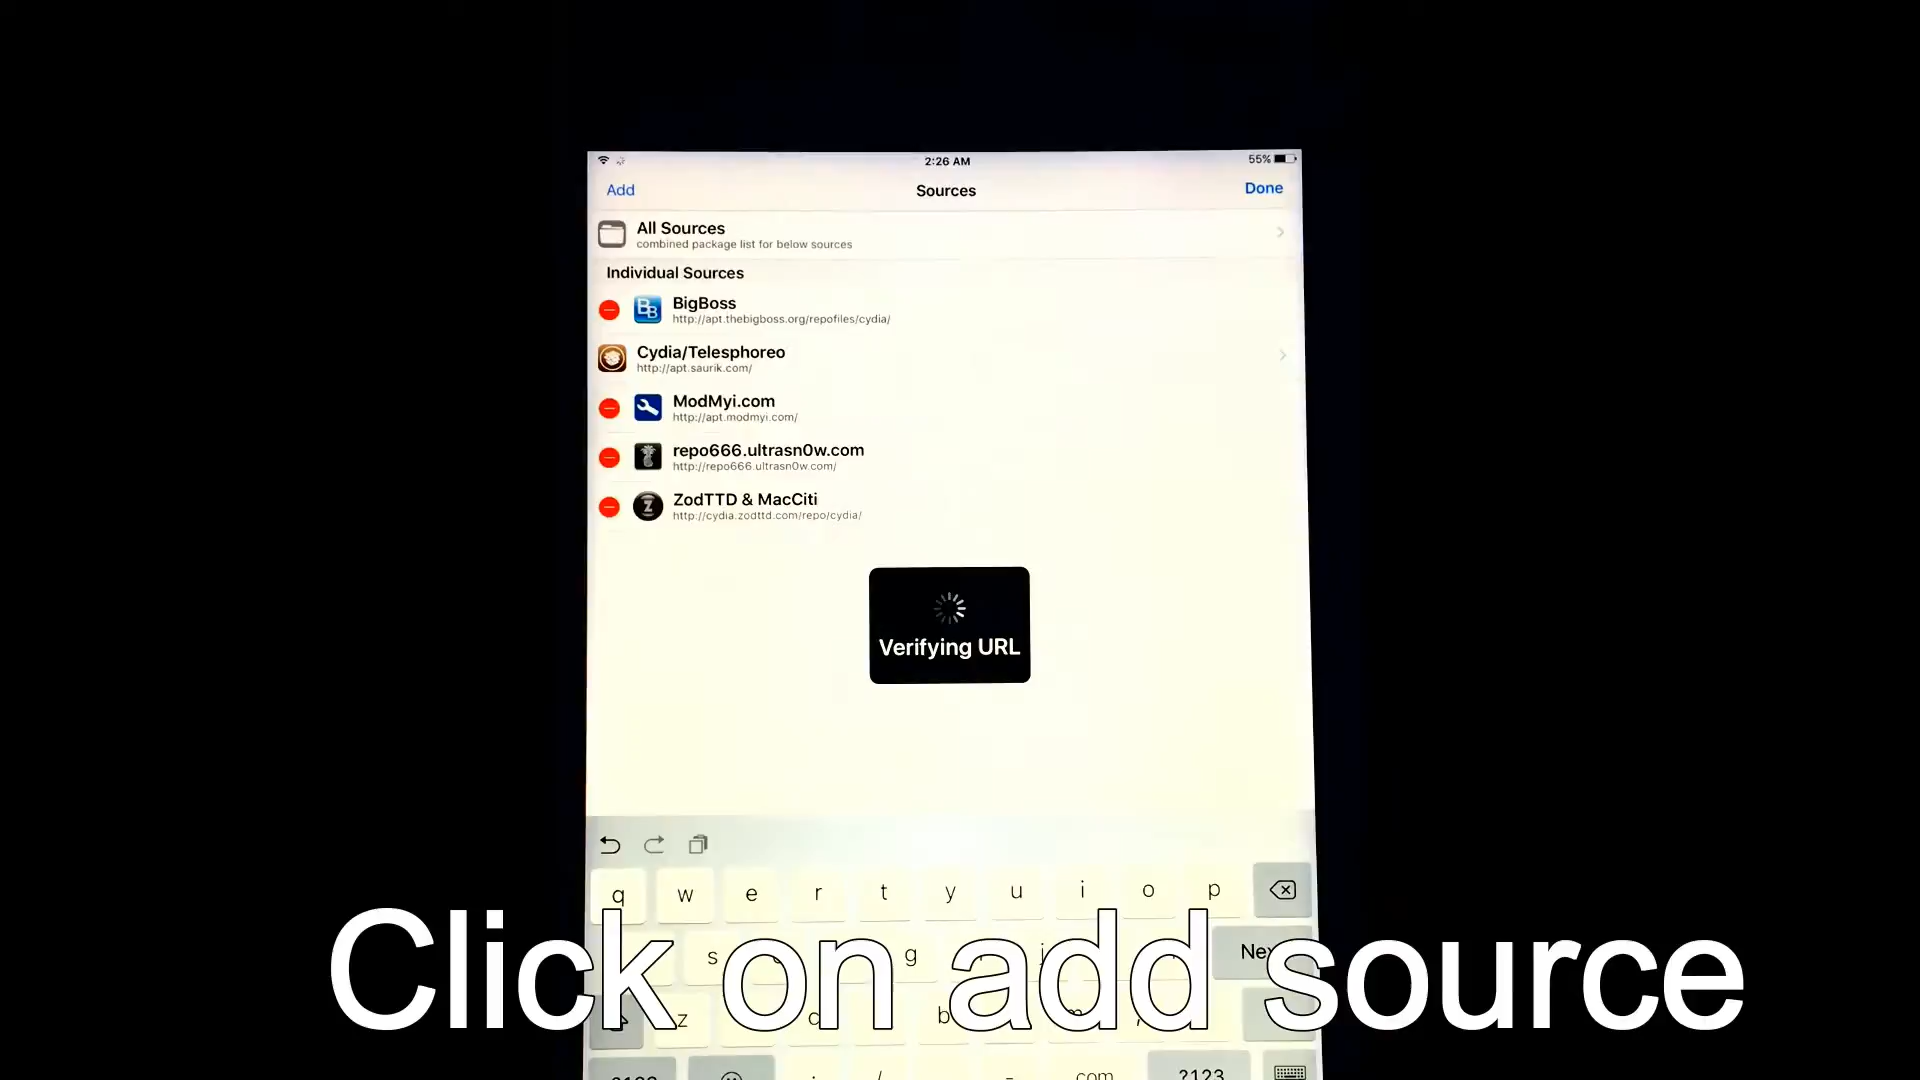 2:26 AM
55%
Add
Sources
Done
All Sources
combined package list for below sources
Individual Sources
BigBoss
http://apt.thebigboss.org/repofiles/cydia/
Cydia/Telesphoreo
http://apt.saurik.com/
ModMyi.com
http://apt.modmyi.com/
repo666.ultrasn0w.com
http://repo666.ultrasn0w.com/
ZodTTD & MacCiti
http://cydia.zodttd.com/repo/cydia/
Verifying URL
q w e r t y u i o p
s g j
Click on add source
z c b m
/ - .com ?123